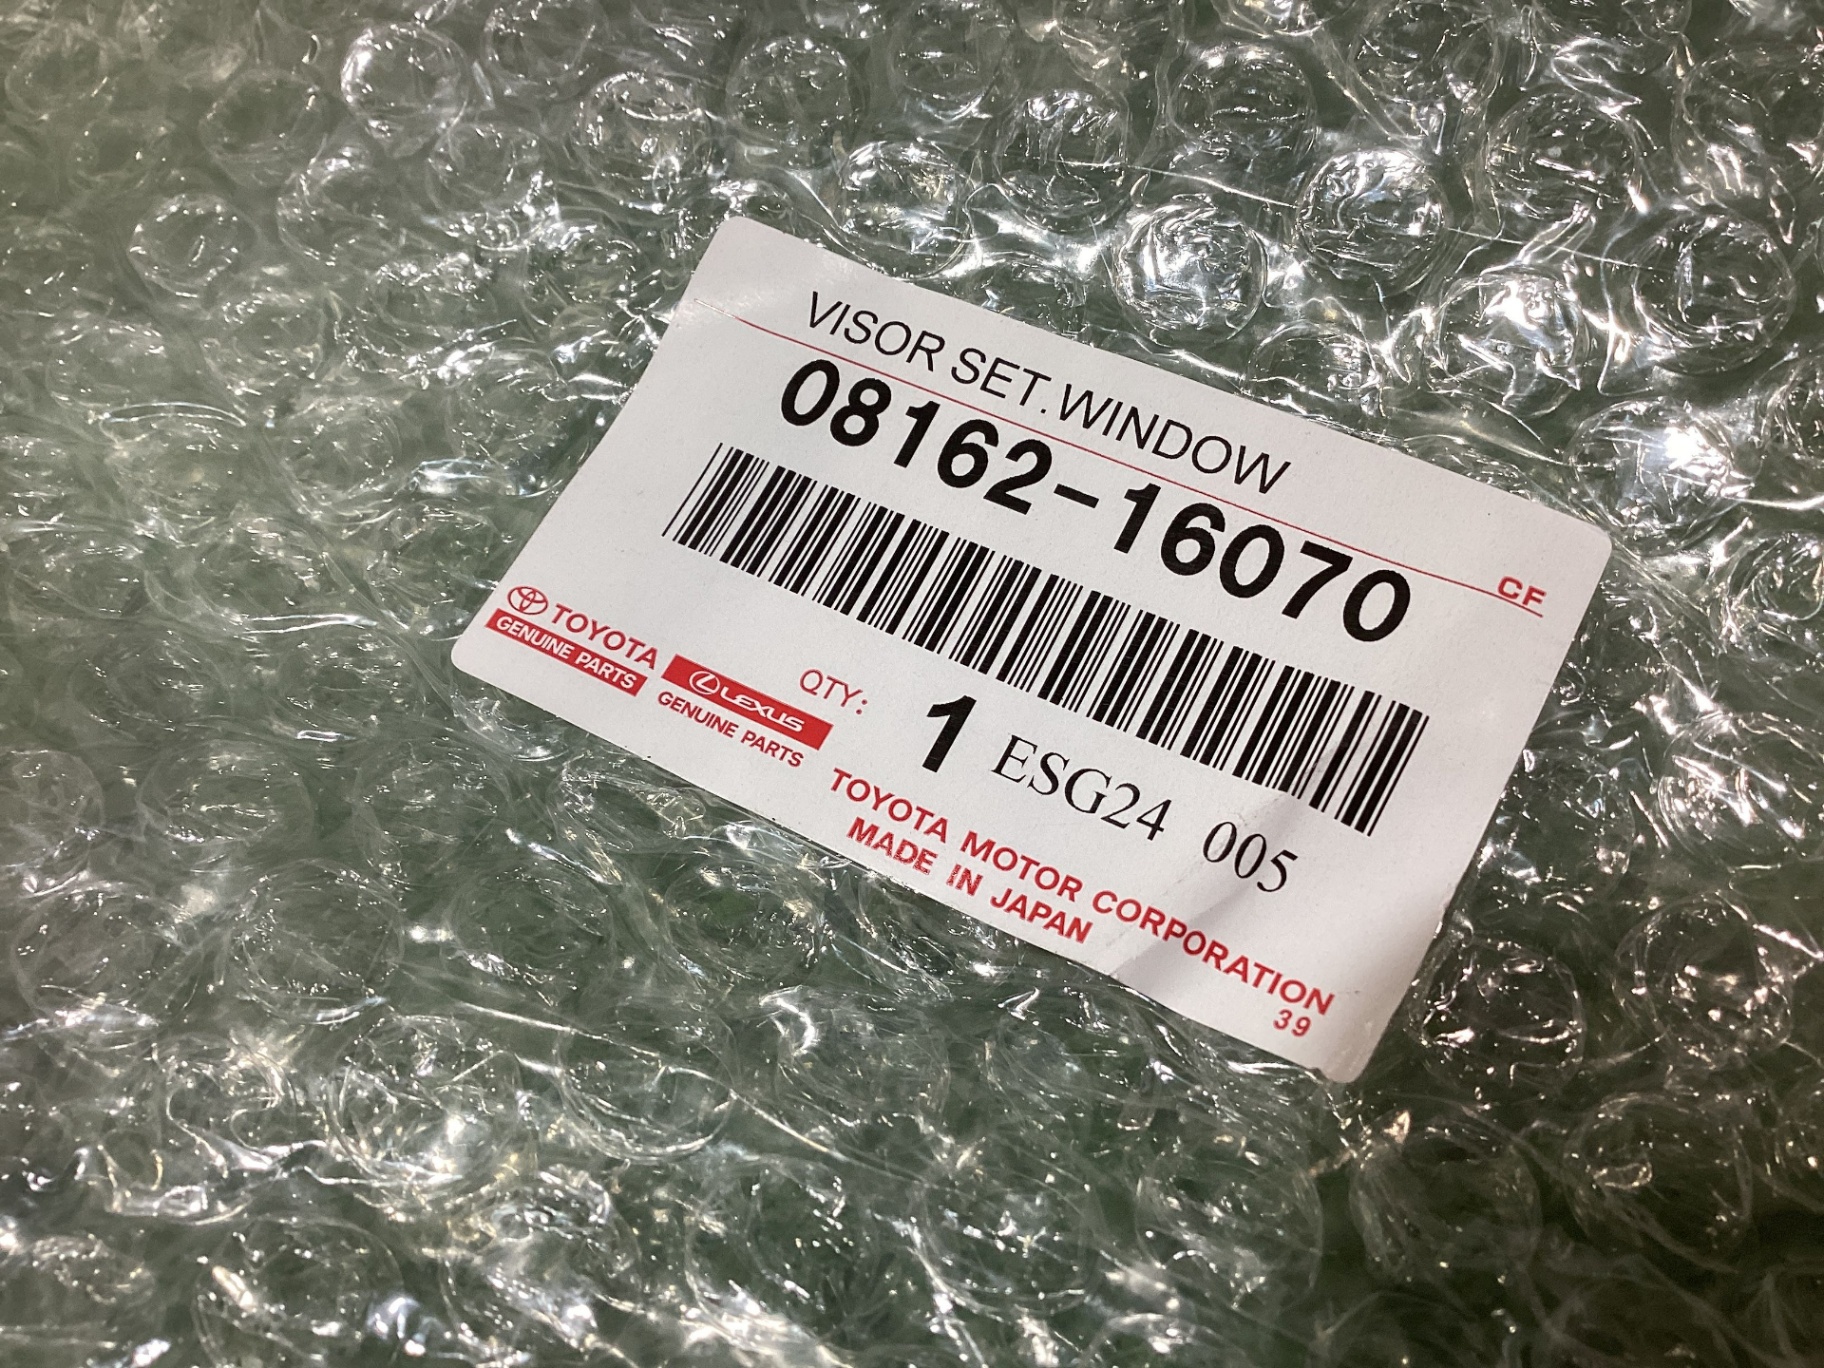 VISOR SET.WINDOW
08162-16070
CF
TOYOTA
GENUINE PARTS
LEXUS
GENUINE PARTS
QTY:
1 ESG24 005
TOYOTA MOTOR CORPORATION
MADE IN JAPAN
39